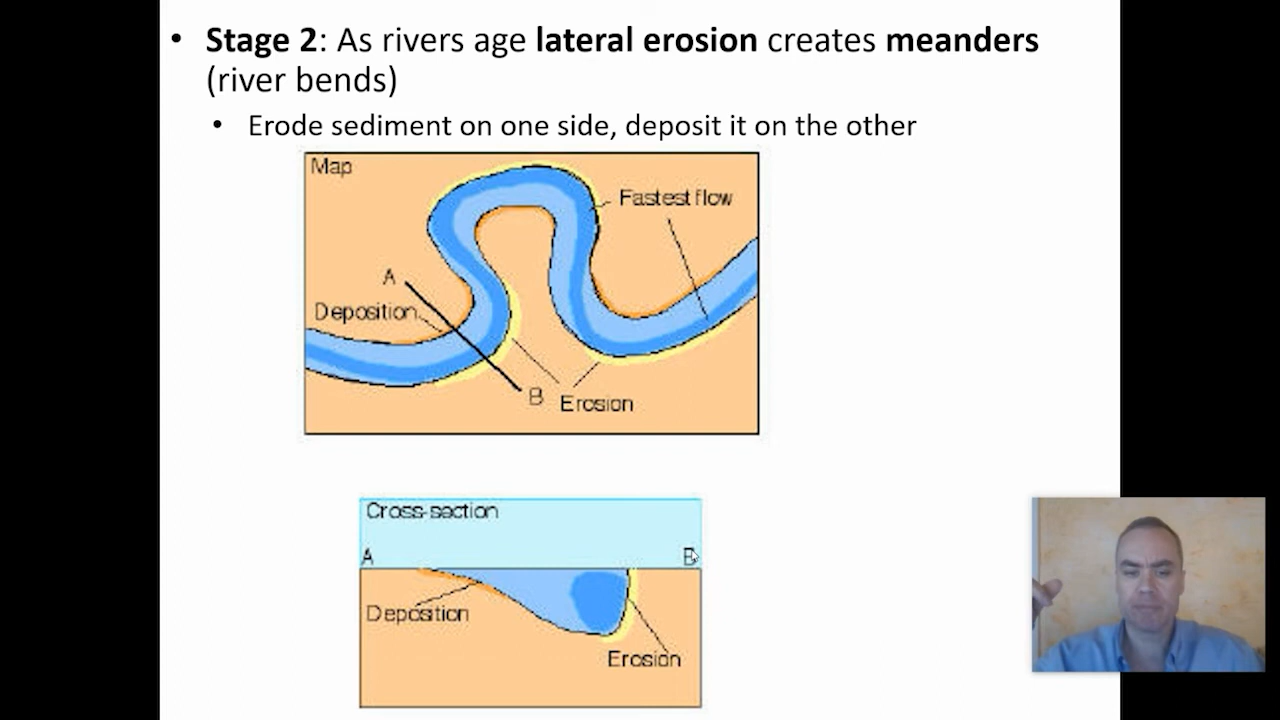 • Stage 2: As rivers age lateral erosion creates meanders
(river bends)
• Erode sediment on one side, deposit it on the other
Map
Fastest flow
A
Deposition
B
Erosion
Cross-section
A
B
Deposition
Erosion